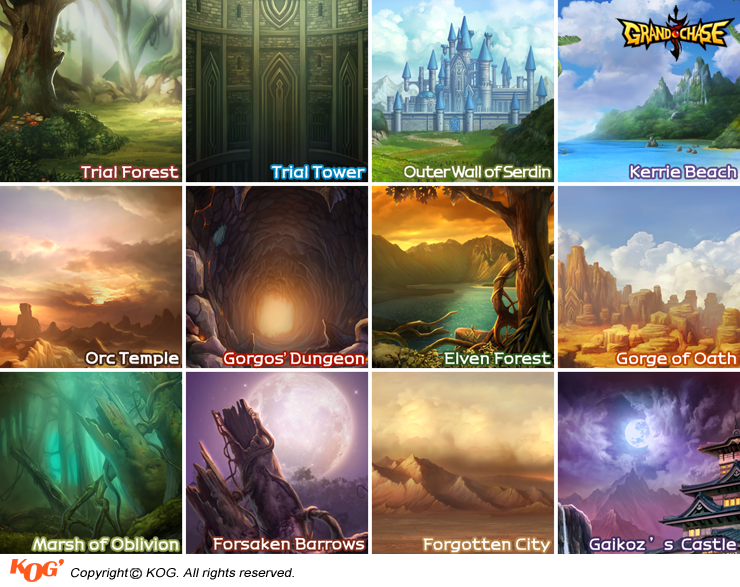 GRAND CHASE
Trial Forest
Trial Tower
Outer Wall of Serdin
Kerrie Beach
Orc Temple
Gorgos' Dungeon
Elven Forest
Gorge of Oath
Marsh of Oblivion
Forsaken Barrows
Forgotten City
Gaikoz's Castle
KOG' Copyright© KOG. All rights reserved.